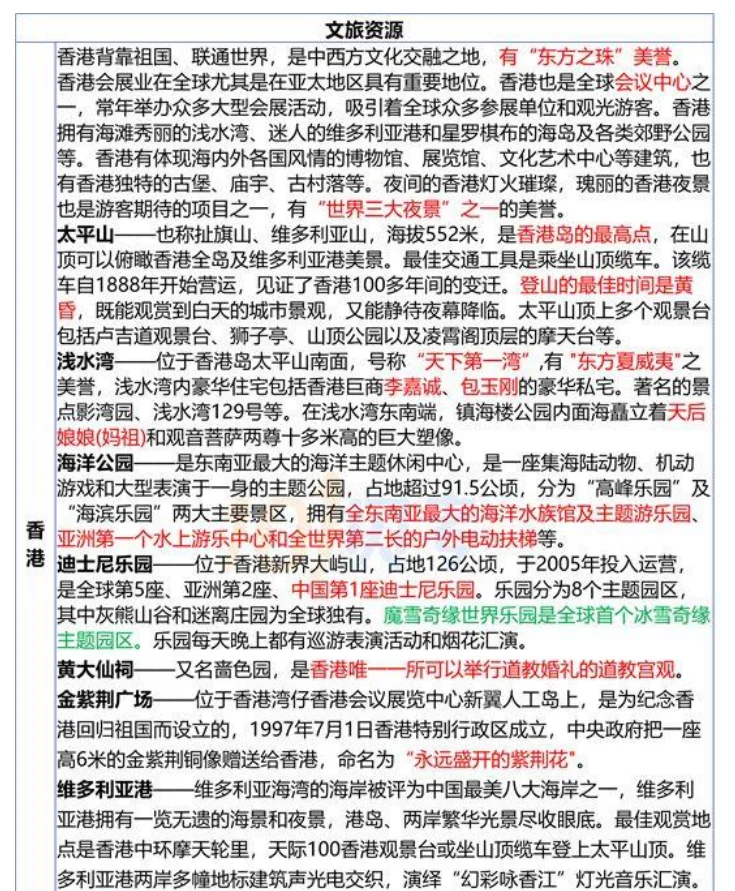 文旅资源
香港背靠祖国、联通世界，是中西方文化交融之地，有“东方之珠”美誉。
香港会展业在全球尤其是在亚太地区具有重要地位。香港也是全球会议中心之
一，常年举办众多大型会展活动，吸引着全球众多参展单位和观光游客。香港
拥有海滩秀丽的浅水湾、迷人的维多利亚港和星罗棋布的海岛及各类郊野公园
等。香港有体现海内外各国风情的博物馆、展览馆、文化艺术中心等建筑，也
有香港独特的古堡、庙宇、古村落等。夜间的香港灯火璀璨，瑰丽的香港夜景
也是游客期待的项目之一，有“世界三大夜景”之一的美誉。
太平山——也称扯旗山、维多利亚山，海拔552米，是香港岛的最高点，在山
顶可以俯瞰香港全岛及维多利亚港美景。最佳交通工具是乘坐山顶缆车。该缆
车自1888年开始营运，见证了香港100多年间的变迁。登山的最佳时间是黄
昏，既能观赏到白天的城市景观，又能静待夜幕降临。太平山顶上多个观景台
包括卢吉道观景台、狮子亭、山顶公园以及凌霄阁顶层的摩天台等。
浅水湾——位于香港岛太平山南面，号称“天下第一湾”,有"东方夏威夷"之
美誉，浅水湾内豪华住宅包括香港巨商李嘉诚、包玉刚的豪华私宅。著名的景
点影湾园、浅水湾129号等。在浅水湾东南端，镇海楼公园内面海矗立着天后
娘娘(妈祖)和观音菩萨两尊十多米高的巨大塑像。
海洋公园——是东南亚最大的海洋主题休闲中心，是一座集海陆动物、机动
游戏和大型表演于一身的主题公园，占地超过91.5公顷，分为“高峰乐园”及
“海滨乐园”两大主要景区，拥有全东南亚最大的海洋水族馆及主题游乐园、
亚洲第一个水上游乐中心和全世界第二长的户外电动扶梯等。
香
港
迪士尼乐园——位于香港新界大屿山，占地126公顷，于2005年投入运营，
是全球第5座、亚洲第2座、中国第1座迪士尼乐园。乐园分为8个主题园区，
其中灰熊山谷和迷离庄园为全球独有。魔雪奇缘世界乐园是全球首个冰雪奇缘
主题园区。乐园每天晚上都有巡游表演活动和烟花汇演。
黄大仙祠——又名啬色园，是香港唯一一所可以举行道教婚礼的道教宫观。
金紫荆广场——位于香港湾仔香港会议展览中心新翼人工岛上，是为纪念香
港回归祖国而设立的，1997年7月1日香港特别行政区成立，中央政府把一座
高6米的金紫荆铜像赠送给香港，命名为“永远盛开的紫荆花"。
维多利亚港——维多利亚海湾的海岸被评为中国最美八大海岸之一，维多利
亚港拥有一览无遗的海景和夜景，港岛、两岸繁华光景尽收眼底。最佳观赏地
点是香港中环摩天轮里，天际100香港观景台或坐山顶缆车登上太平山顶。维
多利亚港两岸多幢地标建筑声光电交织，演绎“幻彩咏香江”灯光音乐汇演。